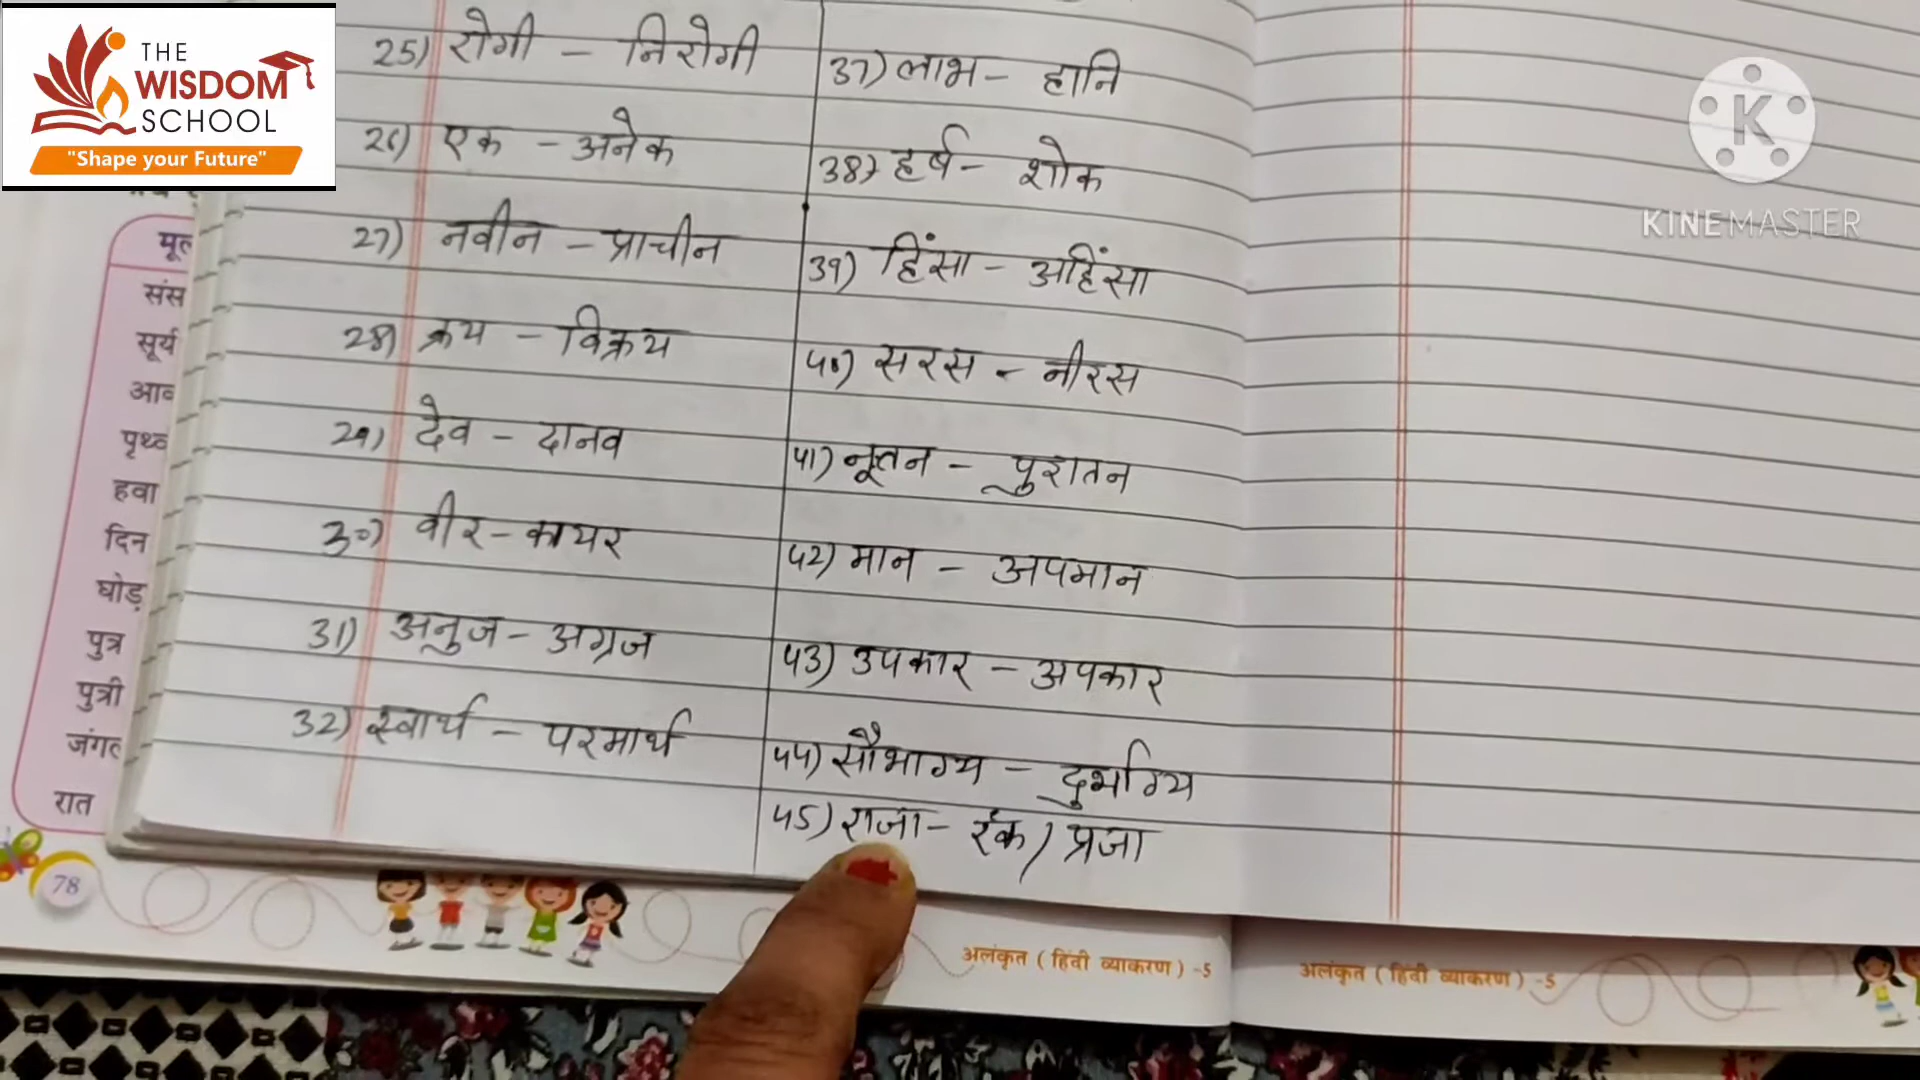 THE
WISDOM
SCHOOL
"Shape your Future"
25) रोगी - निरोगी
26) एक - अनेक
27) नवीन - प्राचीन
28) क्रय - विक्रय
29) देव - दानव
30) वीर - कायर
31) अनुज - अग्रज
32) स्वार्थ - परमार्थ
37) लाभ - हानि
38) हर्ष - शोक
39) हिंसा - अहिंसा
40) सरस - नीरस
41) नूतन - पुरातन
42) मान - अपमान
43) उपकार - अपकार
44) सौभाग्य - दुर्भाग्य
45) राजा - रंक / प्रजा
K
KINEMASTER
सूर्य
हवा
दिन
पुत्र
पुत्री
रात
78
अलंकृत ( हिंदी व्याकरण ) -5
अलंकृत ( हिंदी व्याकरण ) -5